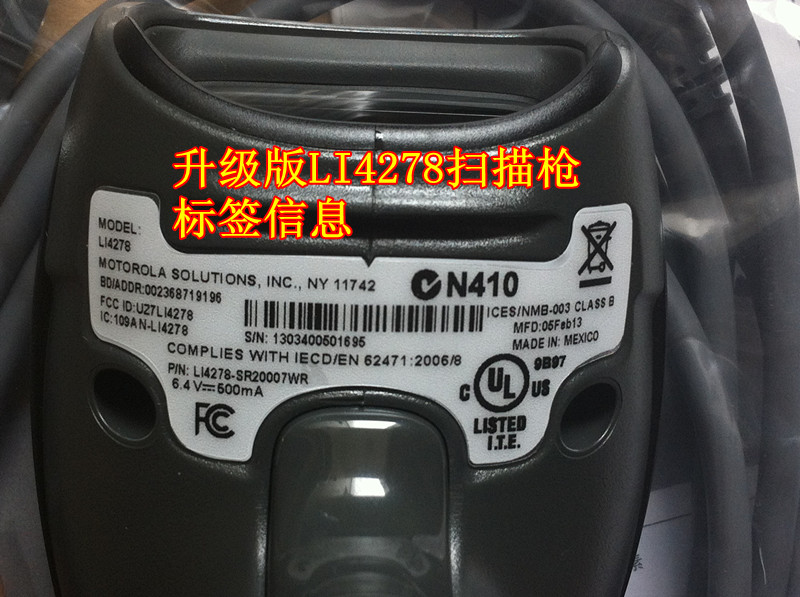 升级版LI4278扫描枪
标签信息
MODEL:
LI4278
MOTOROLA SOLUTIONS, INC., NY 11742
BD/ADDR:002368719196
FCC ID:UZ7LI4278
IC:109AN-LI4278
N410
ICES/NMB-003 CLASS B
MFD:05Feb13
MADE IN: MEXICO
S/N: 1303400501695
COMPLIES WITH IECD/EN 62471:2006/8
P/N: LI4278-SR20007WR
6.4V⎓500mA
FC
9B97
C UL US
LISTED
I.T.E.